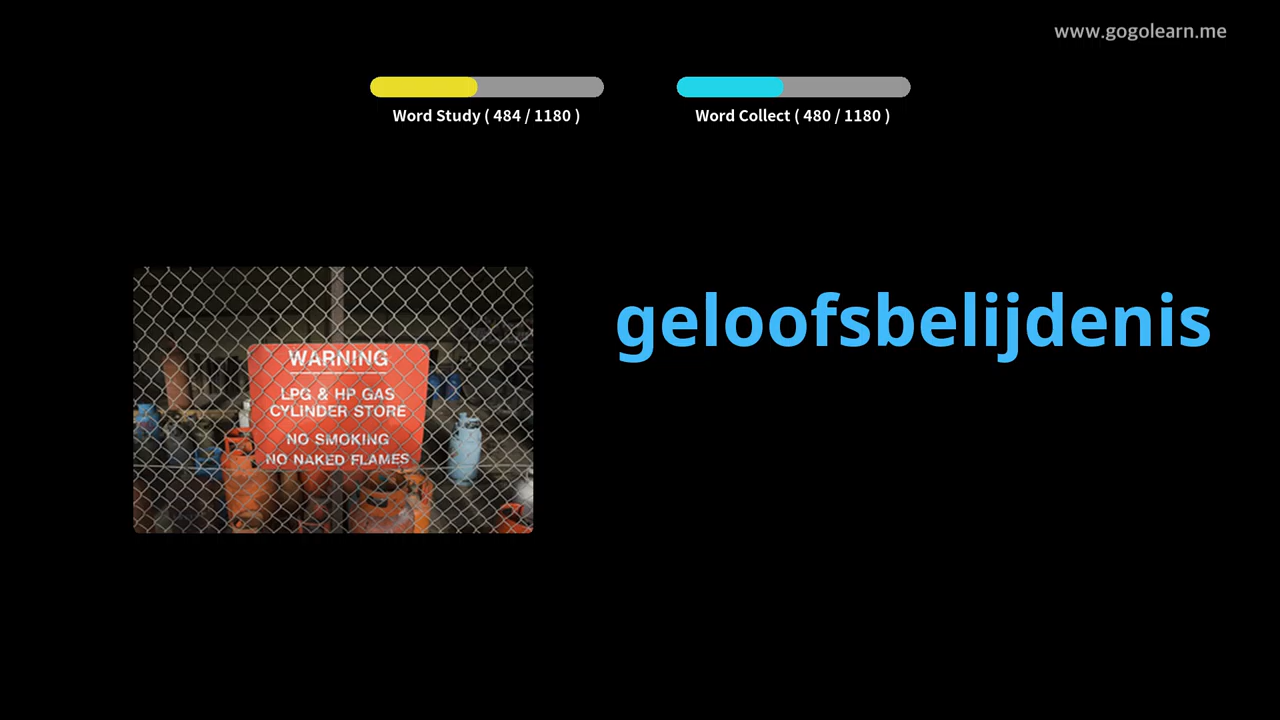 www.gogolearn.me
Word Study ( 484 / 1180 )
Word Collect ( 480 / 1180 )
geloofsbelijdenis
WARNING
LPG & HP GAS
CYLINDER STORE
NO SMOKING
NO NAKED FLAMES